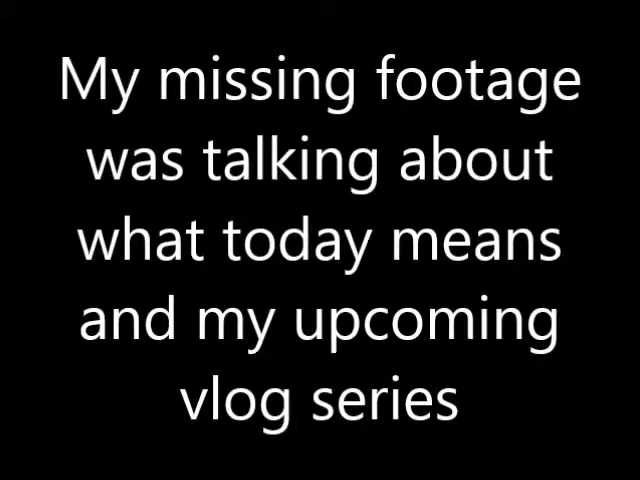 My missing footage
was talking about
what today means
and my upcoming
vlog series